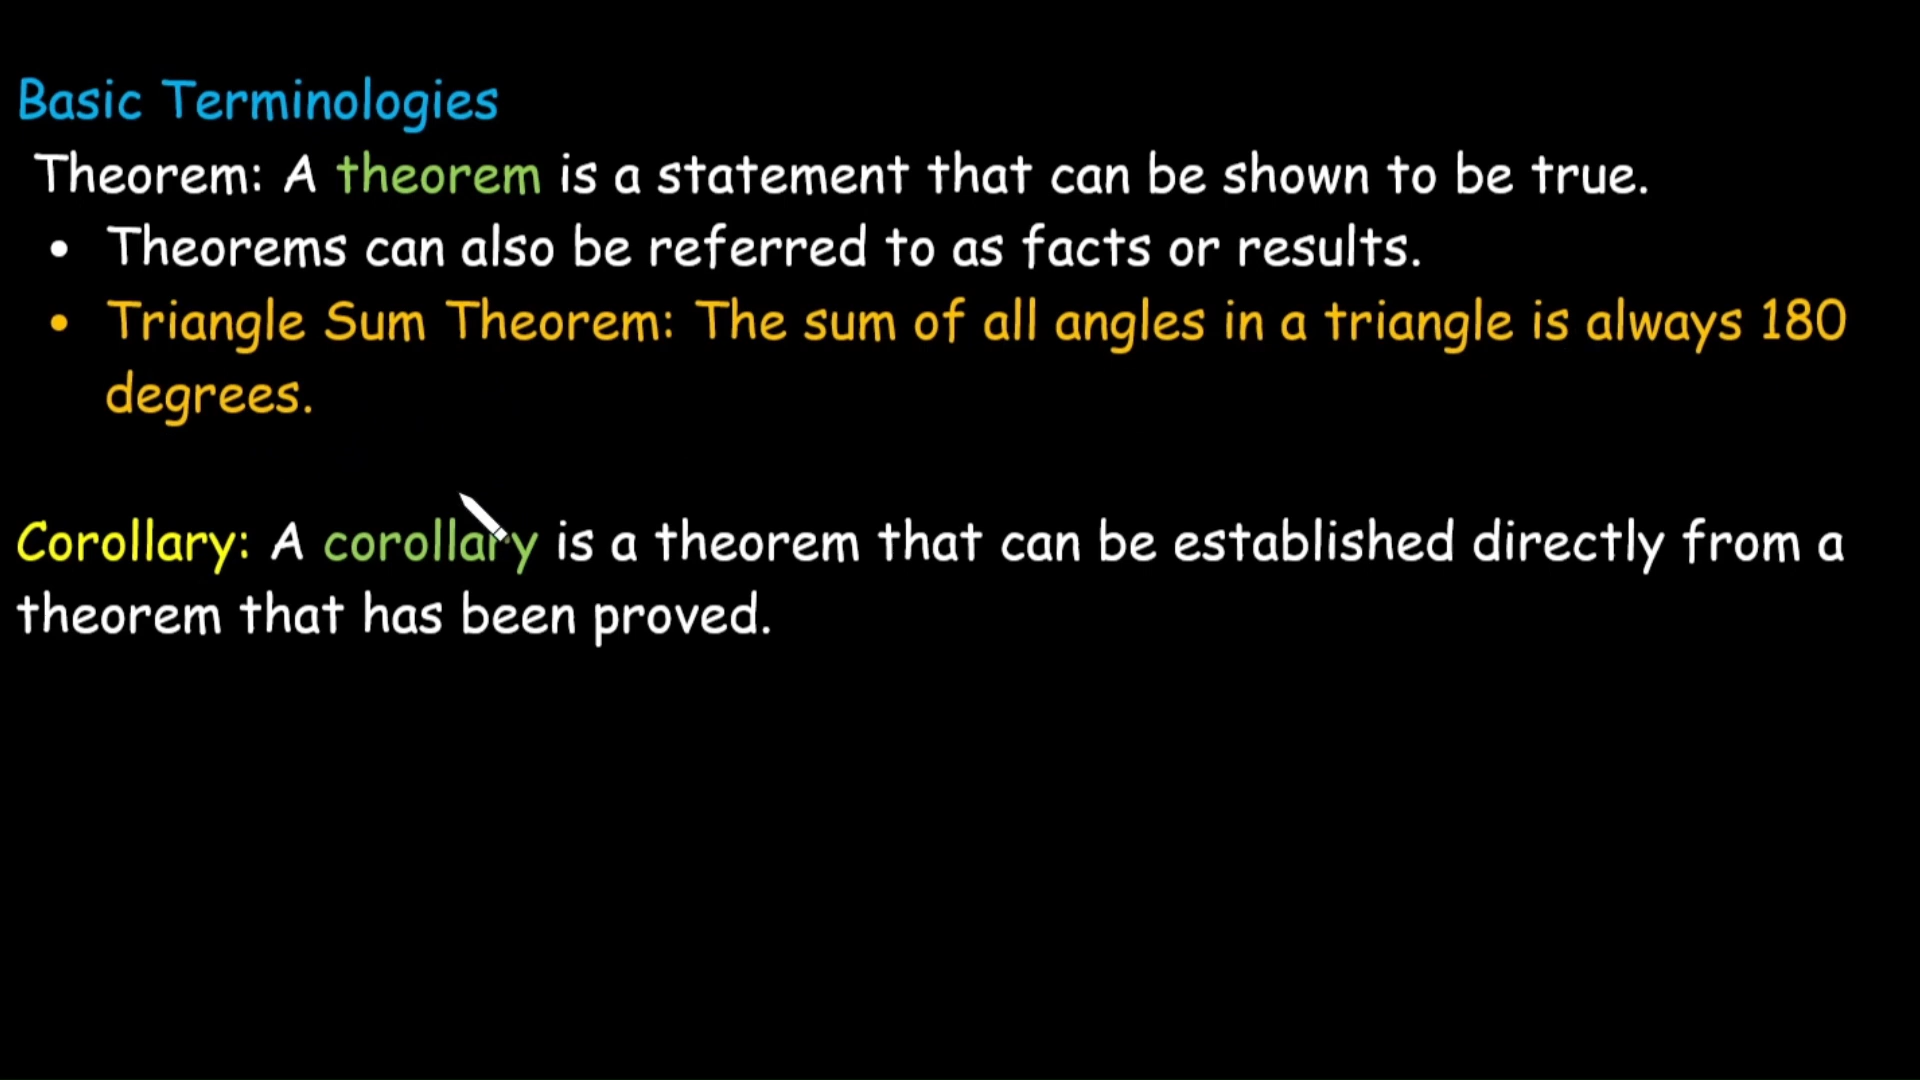 Basic Terminologies
Theorem: A theorem is a statement that can be shown to be true.
• Theorems can also be referred to as facts or results.
• Triangle Sum Theorem: The sum of all angles in a triangle is always 180
degrees.
Corollary: A corollary is a theorem that can be established directly from a
theorem that has been proved.